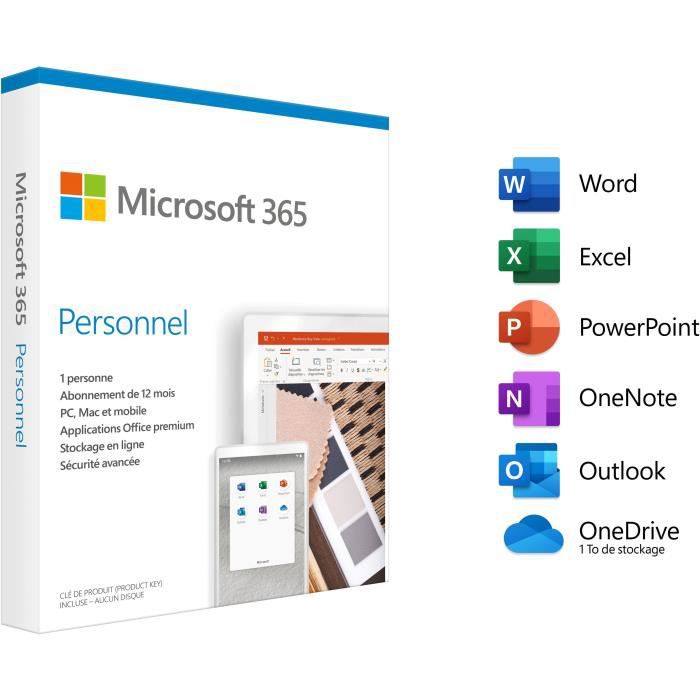 Microsoft 365 Personnel
Microsoft 365
Personnel
1 personne
Abonnement de 12 mois
PC, Mac et mobile
Applications Office premium
Stockage en ligne
Sécurité avancée
CLÉ DE PRODUIT (PRODUCT KEY)
INCLUSE – AUCUN DISQUE
Microsoft
W Word
X Excel
P PowerPoint
N OneNote
O Outlook
OneDrive
1 To de stockage